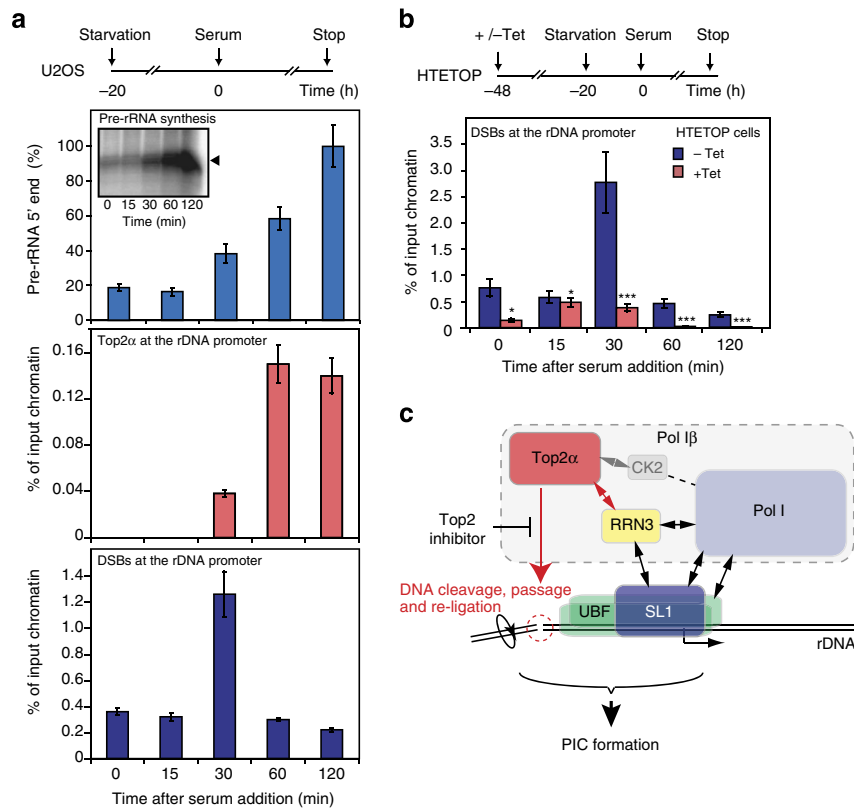 a
Starvation Serum Stop
U2OS
–20 0 Time (h)
Pre-rRNA synthesis
0 15 30 60 120
Time (min)
Pre-rRNA 5' end (%)
100
80
60
40
20
0
Top2α at the rDNA promoter
% of input chromatin
0.16
0.12
0.08
0.04
0
DSBs at the rDNA promoter
% of input chromatin
1.4
1.2
1.0
0.8
0.6
0.4
0.2
0
0 15 30 60 120
Time after serum addition (min)
b
+ /–Tet Starvation Serum Stop
HTETOP
–48 –20 0 Time (h)
DSBs at the rDNA promoter
HTETOP cells
– Tet
+Tet
% of input chromatin
3.5
3.0
2.5
2.0
1.5
1.0
0.5
0
* * *** *** ***
0 15 30 60 120
Time after serum addition (min)
c
Pol Iβ
Top2α
CK2
Pol I
RRN3
Top2
inhibitor
DNA cleavage, passage
and re-ligation
UBF SL1
rDNA
PIC formation